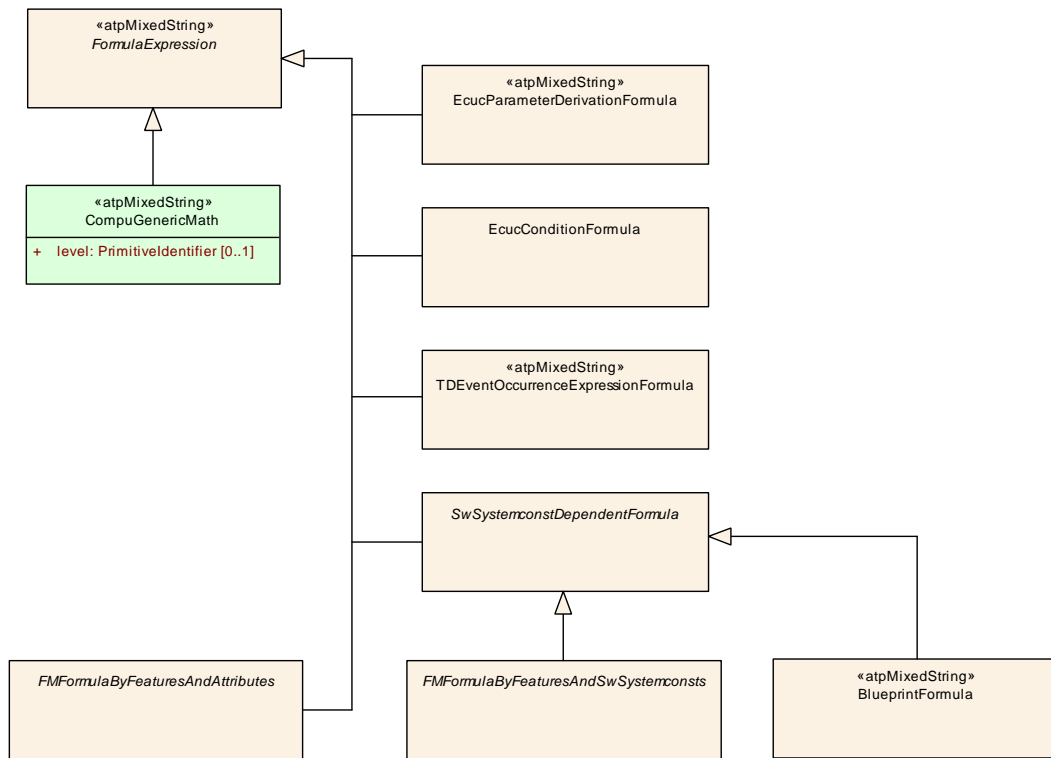 «atpMixedString»
FormulaExpression
«atpMixedString»
EcucParameterDerivationFormula
«atpMixedString»
CompuGenericMath
+ level: PrimitiveIdentifier [0..1]
EcucConditionFormula
«atpMixedString»
TDEventOccurrenceExpressionFormula
SwSystemconstDependentFormula
FMFormulaByFeaturesAndAttributes
FMFormulaByFeaturesAndSwSystemconsts
«atpMixedString»
BlueprintFormula